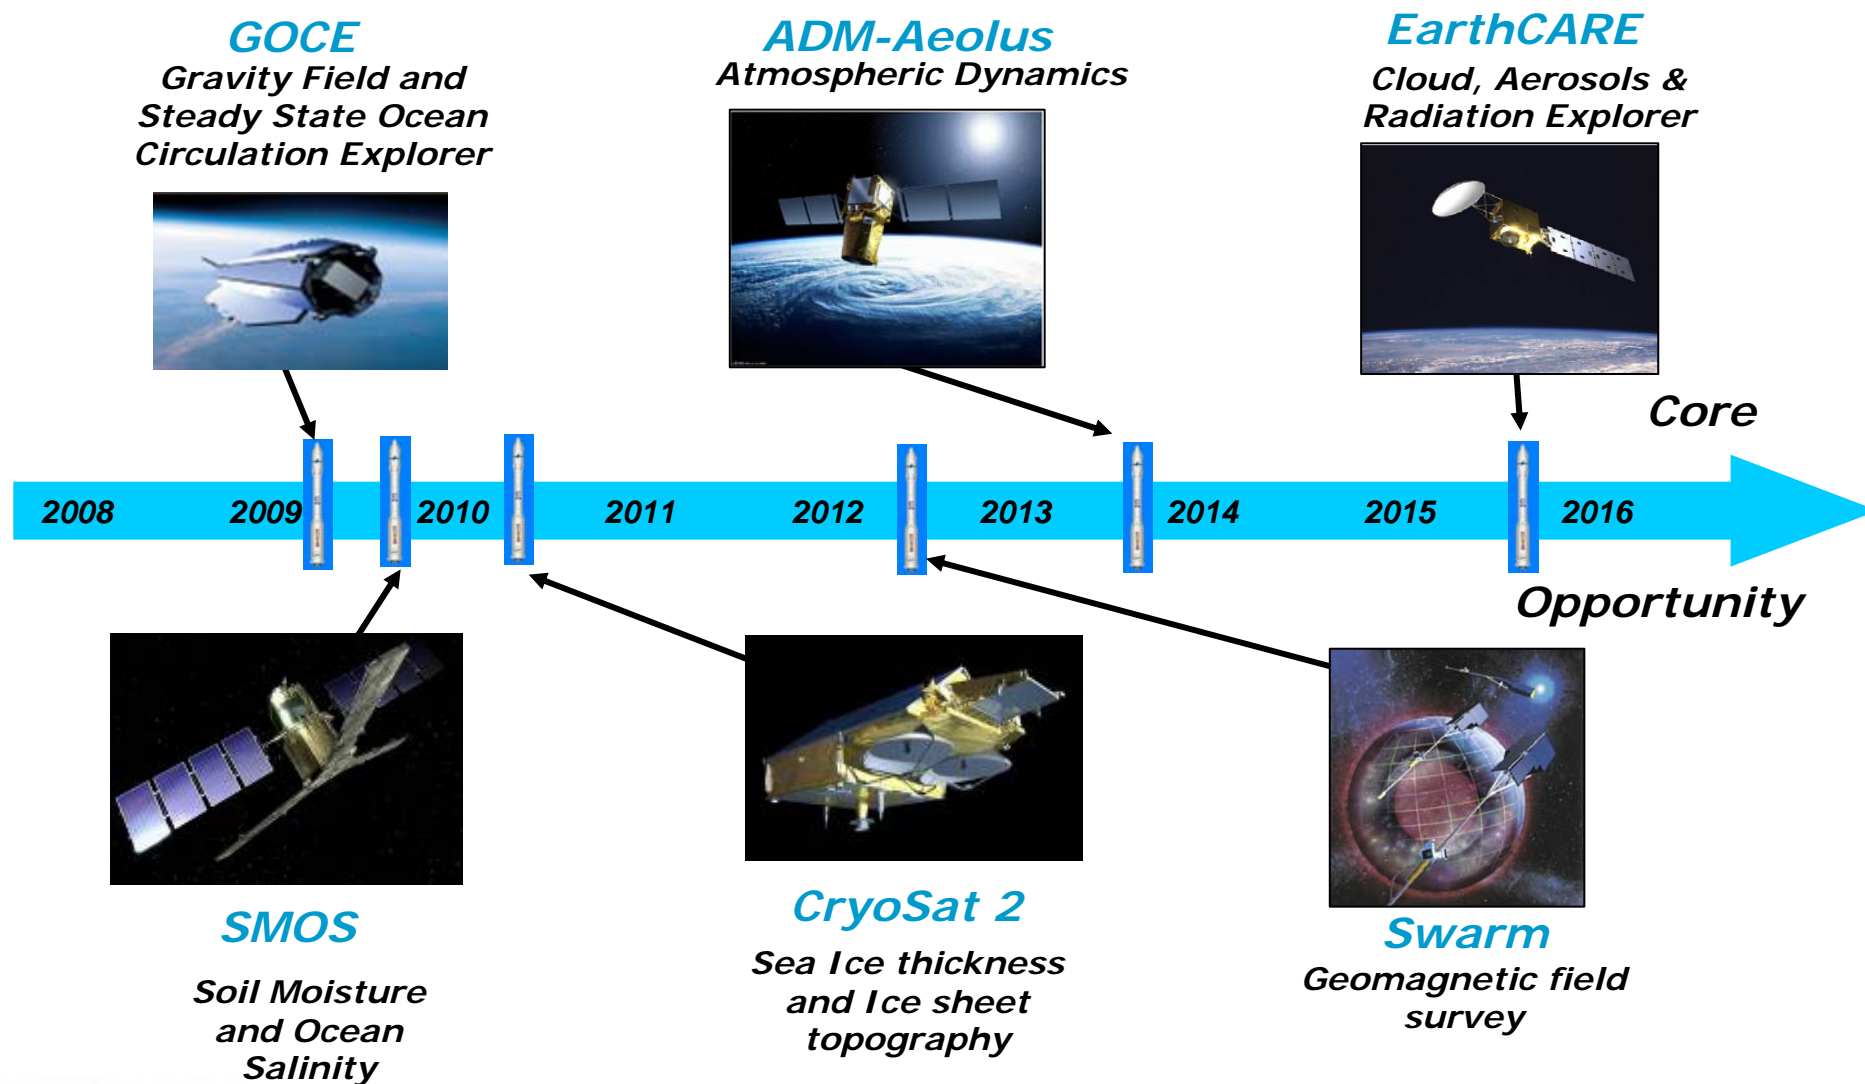 GOCE
Gravity Field and
Steady State Ocean
Circulation Explorer
ADM-Aeolus
Atmospheric Dynamics
EarthCARE
Cloud, Aerosols &
Radiation Explorer
Core
2008 2009 2010 2011 2012 2013 2014 2015 2016
Opportunity
SMOS
Soil Moisture
and Ocean
Salinity
CryoSat 2
Sea Ice thickness
and Ice sheet
topography
Swarm
Geomagnetic field
survey